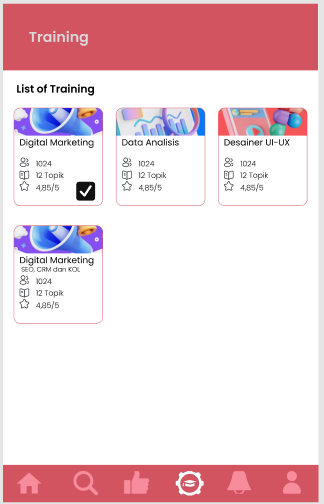 Training
List of Training
Digital Marketing
1024
12 Topik
4,85/5
Data Analisis
1024
12 Topik
4,85/5
Desainer UI-UX
1024
12 Topik
4,85/5
Digital Marketing
SEO, CRM dan KOL
1024
12 Topik
4,85/5